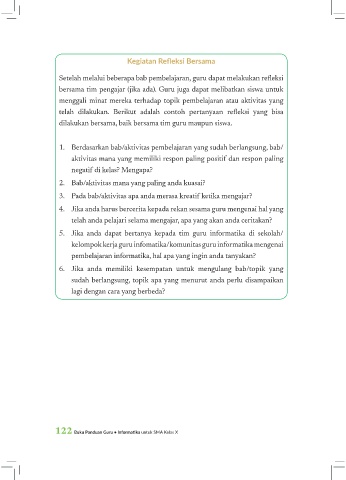 Kegiatan Refleksi Bersama
Setelah melalui beberapa bab pembelajaran, guru dapat melakukan refleksi
bersama tim pengajar (jika ada). Guru juga dapat melibatkan siswa untuk
menggali minat mereka terhadap topik pembelajaran atau aktivitas yang
telah dilakukan. Berikut adalah contoh pertanyaan refleksi yang bisa
dilakukan bersama, baik bersama tim guru maupun siswa.
1. Berdasarkan bab/aktivitas pembelajaran yang sudah berlangsung, bab/
aktivitas mana yang memiliki respon paling positif dan respon paling
negatif di kelas? Mengapa?
2. Bab/aktivitas mana yang paling anda kuasai?
3. Pada bab/aktivitas apa anda merasa kreatif ketika mengajar?
4. Jika anda harus bercerita kepada rekan sesama guru mengenai hal yang
telah anda pelajari selama mengajar, apa yang akan anda ceritakan?
5. Jika anda dapat bertanya kepada tim guru informatika di sekolah/
kelompok kerja guru infomatika/komunitas guru informatika mengenai
pembelajaran informatika, hal apa yang ingin anda tanyakan?
6. Jika anda memiliki kesempatan untuk mengulang bab/topik yang
sudah berlangsung, topik apa yang menurut anda perlu disampaikan
lagi dengan cara yang berbeda?
122 Buku Panduan Guru • Informatika untuk SMA Kelas X